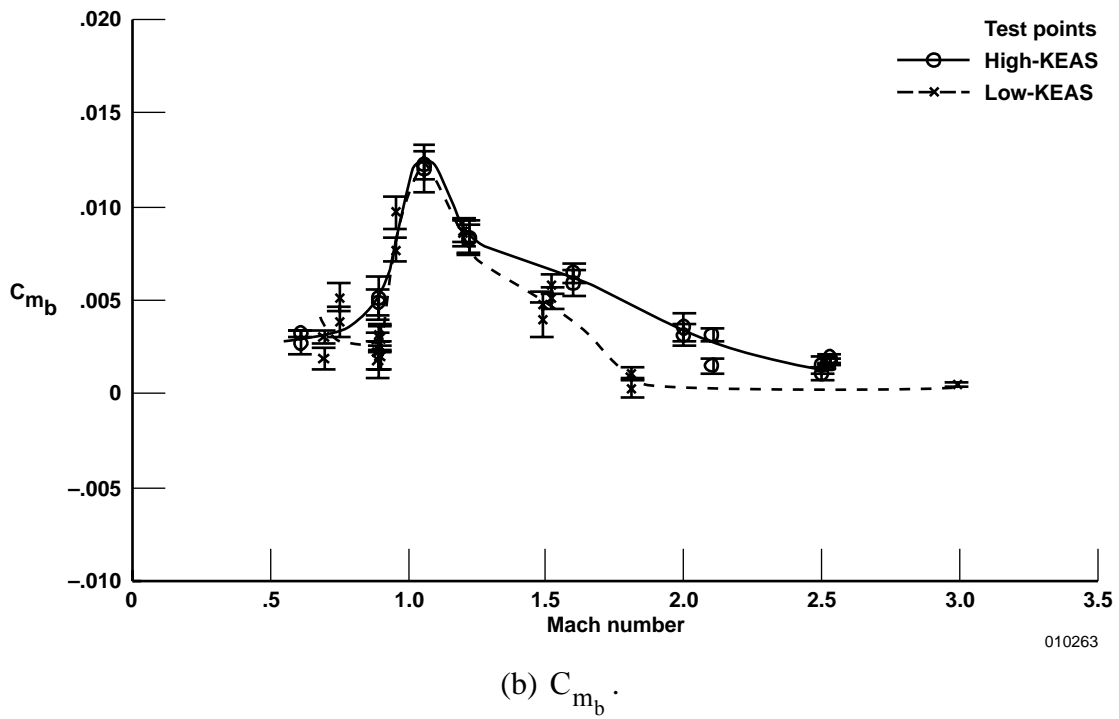 .020
.015
.010
.005
0
–.005
–.010
C_{m_b}
Test points
High-KEAS
Low-KEAS
0 .5 1.0 1.5 2.0 2.5 3.0 3.5
Mach number
010263
(b) C_{m_b}.